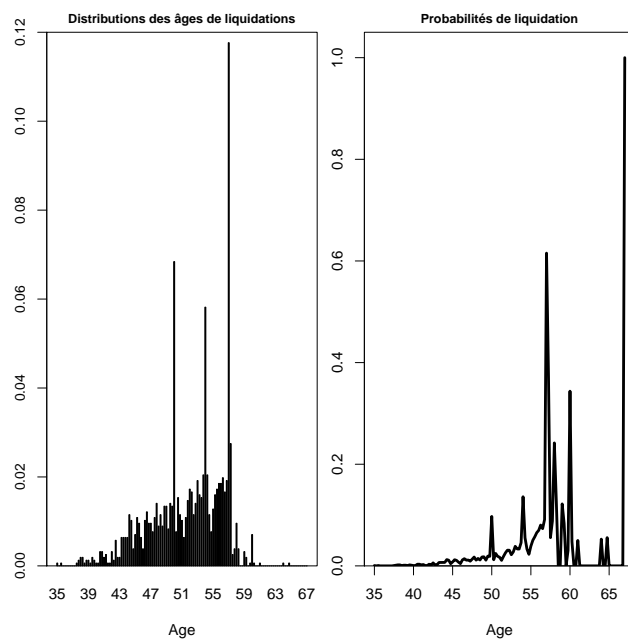 Distributions des âges de liquidations
0.12
0.10
0.08
0.06
0.04
0.02
0.00
35 39 43 47 51 55 59 63 67
Age
Probabilités de liquidation
1.0
0.8
0.6
0.4
0.2
0.0
35 40 45 50 55 60 65
Age